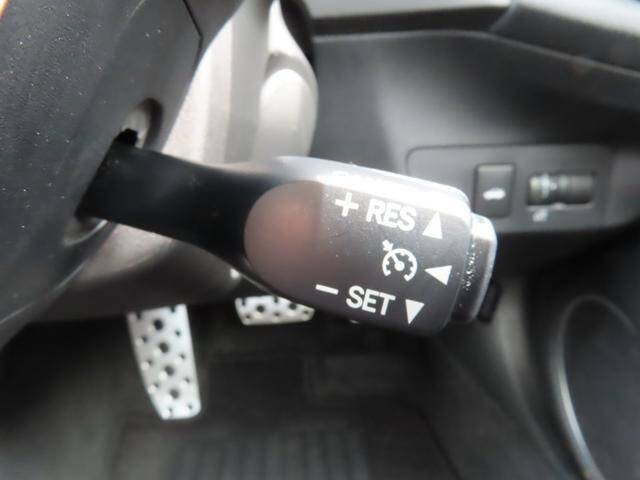 + RES ▲
◄
− SET ▼